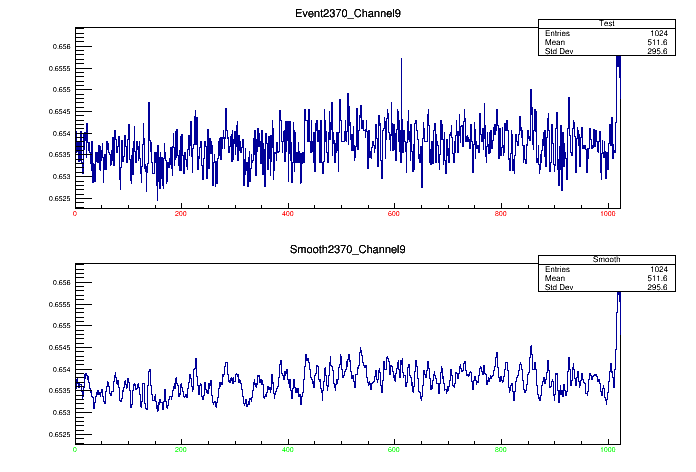 Event2370_Channel9
Test
Entries 1024
Mean 511.6
Std Dev 295.6
0.656
0.6555
0.655
0.6545
0.654
0.6535
0.653
0.6525
0 200 400 600 800 1000
Smooth2370_Channel9
Smooth
Entries 1024
Mean 511.6
Std Dev 295.6
0.656
0.6555
0.655
0.6545
0.654
0.6535
0.653
0.6525
0 200 400 600 800 1000